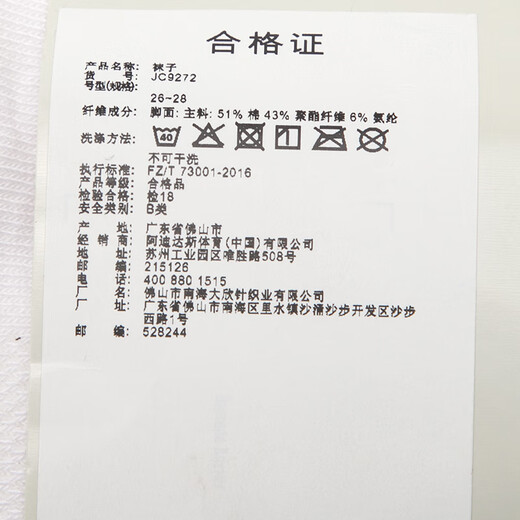 合格证
产品名称: 袜子
货 号: JC9272
号型(规格):
26-28
纤维成分: 脚面: 主料: 51% 棉 43% 聚酯纤维 6% 氨纶
洗涤方法: 40
不可干洗
执行标准: FZ/T 73001-2016
产品等级: 合格品
检验合格: 检18
安全类别: B类
产 地: 广东省佛山市
经 销 商: 阿迪达斯体育(中国)有限公司
地址: 苏州工业园区唯胜路508号
邮 编: 215126
电话: 400 880 1515
厂 名: 佛山市南海大欣针织业有限公司
厂 址: 广东省佛山市南海区里水镇沙涌沙步开发区沙步
西路1号
邮 编: 528244